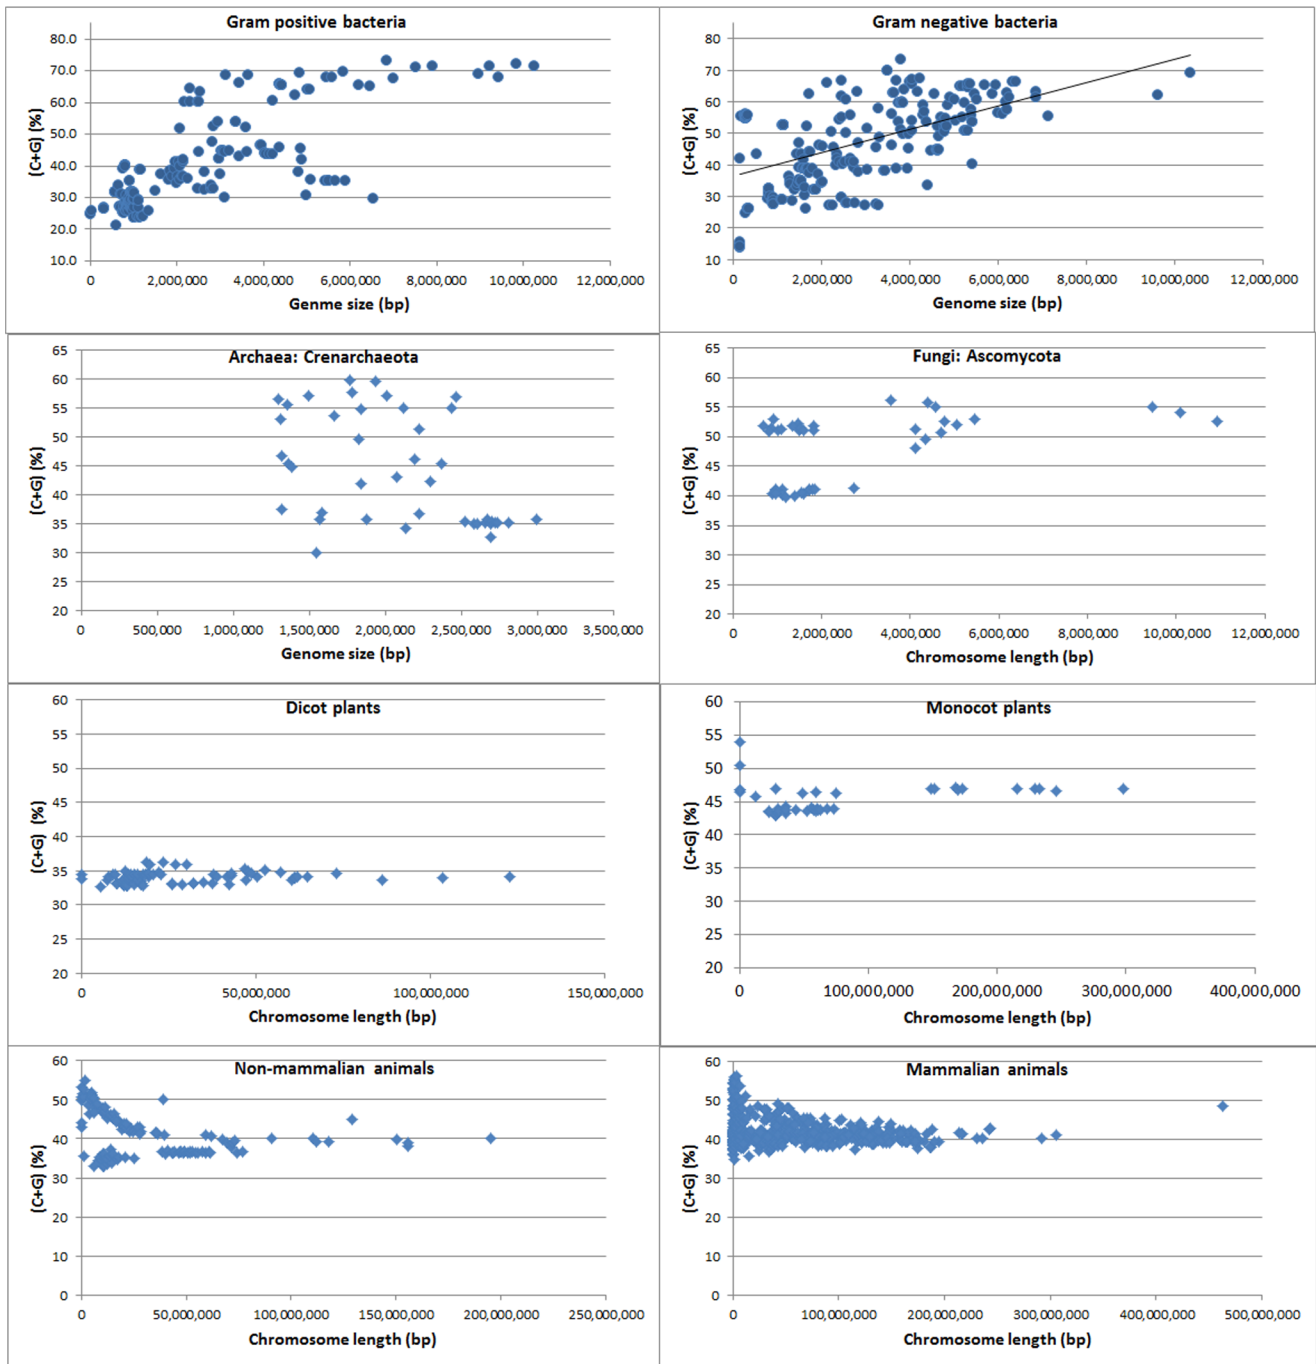 Gram positive bacteria
(C+G) (%)
80.0
70.0
60.0
50.0
40.0
30.0
20.0
10.0
0 2,000,000 4,000,000 6,000,000 8,000,000 10,000,000 12,000,000
Genme size (bp)
Gram negative bacteria
(C+G) (%)
80
70
60
50
40
30
20
10
0 2,000,000 4,000,000 6,000,000 8,000,000 10,000,000 12,000,000
Genome size (bp)
Archaea: Crenarchaeota
(C+G) (%)
65
60
55
50
45
40
35
30
25
20
0 500,000 1,000,000 1,500,000 2,000,000 2,500,000 3,000,000 3,500,000
Genome size (bp)
Fungi: Ascomycota
(C+G) (%)
65
60
55
50
45
40
35
30
25
20
0 2,000,000 4,000,000 6,000,000 8,000,000 10,000,000 12,000,000
Chromosome length (bp)
Dicot plants
(C+G) (%)
60
55
50
45
40
35
30
25
20
0 50,000,000 100,000,000 150,000,000
Chromosome length (bp)
Monocot plants
(C+G) (%)
60
55
50
45
40
35
30
25
20
0 100,000,000 200,000,000 300,000,000 400,000,000
Chromosome length (bp)
Non-mammalian animals
(C+G) (%)
60
50
40
30
20
10
0
0 50,000,000 100,000,000 150,000,000 200,000,000 250,000,000
Chromosome length (bp)
Mammalian animals
(C+G) (%)
60
50
40
30
20
10
0
0 100,000,000 200,000,000 300,000,000 400,000,000 500,000,000
Chromosome length (bp)